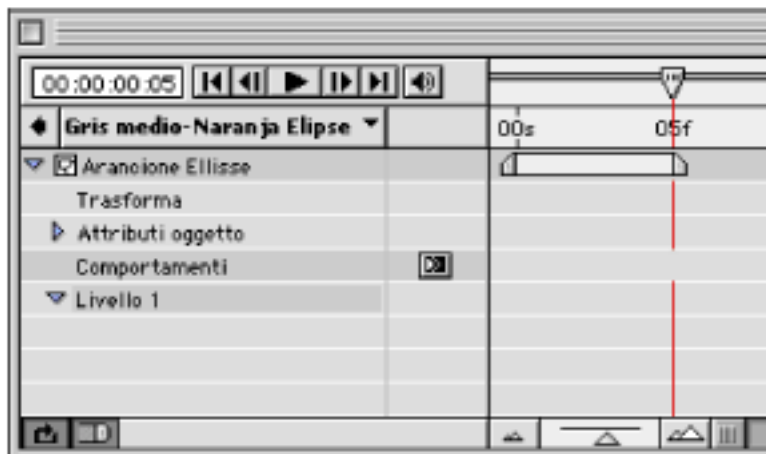 00:00:00:05
Gris medio-Naranja Elipse
00s 05f
Arancione Ellisse
Trasforma
Attributi oggetto
Comportamenti
Livello 1